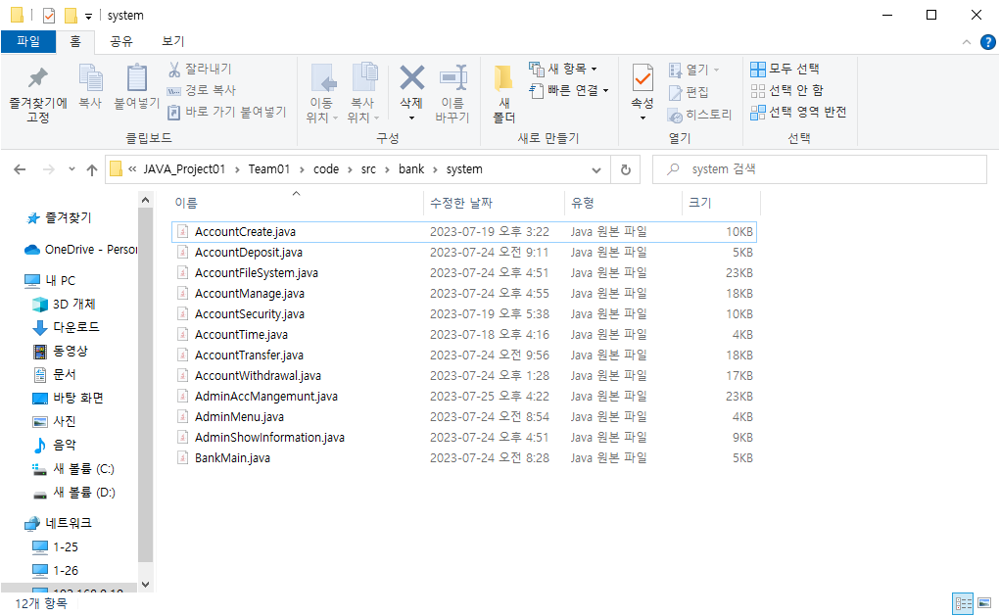 system
파일 홈 공유 보기
즐겨찾기에 고정
복사
붙여넣기
잘라내기
경로 복사
바로 가기 붙여넣기
클립보드
이동 위치
복사 위치
삭제
이름 바꾸기
구성
새 폴더
새 항목
빠른 연결
새로 만들기
속성
열기
편집
히스토리
열기
모두 선택
선택 안 함
선택 영역 반전
선택
« JAVA_Project01 › Team01 › code › src › bank › system
system 검색
즐겨찾기
OneDrive - Person
내 PC
3D 개체
다운로드
동영상
문서
바탕 화면
사진
음악
새 볼륨 (C:)
새 볼륨 (D:)
네트워크
1-25
1-26
이름 수정한 날짜 유형 크기
AccountCreate.java 2023-07-19 오후 3:22 Java 원본 파일 10KB
AccountDeposit.java 2023-07-24 오전 9:11 Java 원본 파일 5KB
AccountFileSystem.java 2023-07-24 오후 4:51 Java 원본 파일 23KB
AccountManage.java 2023-07-24 오후 4:55 Java 원본 파일 18KB
AccountSecurity.java 2023-07-19 오후 5:38 Java 원본 파일 10KB
AccountTime.java 2023-07-18 오후 4:16 Java 원본 파일 4KB
AccountTransfer.java 2023-07-24 오전 9:56 Java 원본 파일 18KB
AccountWithdrawal.java 2023-07-24 오후 1:28 Java 원본 파일 17KB
AdminAccMangemunt.java 2023-07-25 오후 4:22 Java 원본 파일 23KB
AdminMenu.java 2023-07-24 오전 8:54 Java 원본 파일 4KB
AdminShowInformation.java 2023-07-24 오후 4:51 Java 원본 파일 9KB
BankMain.java 2023-07-24 오전 8:28 Java 원본 파일 5KB
12개 항목